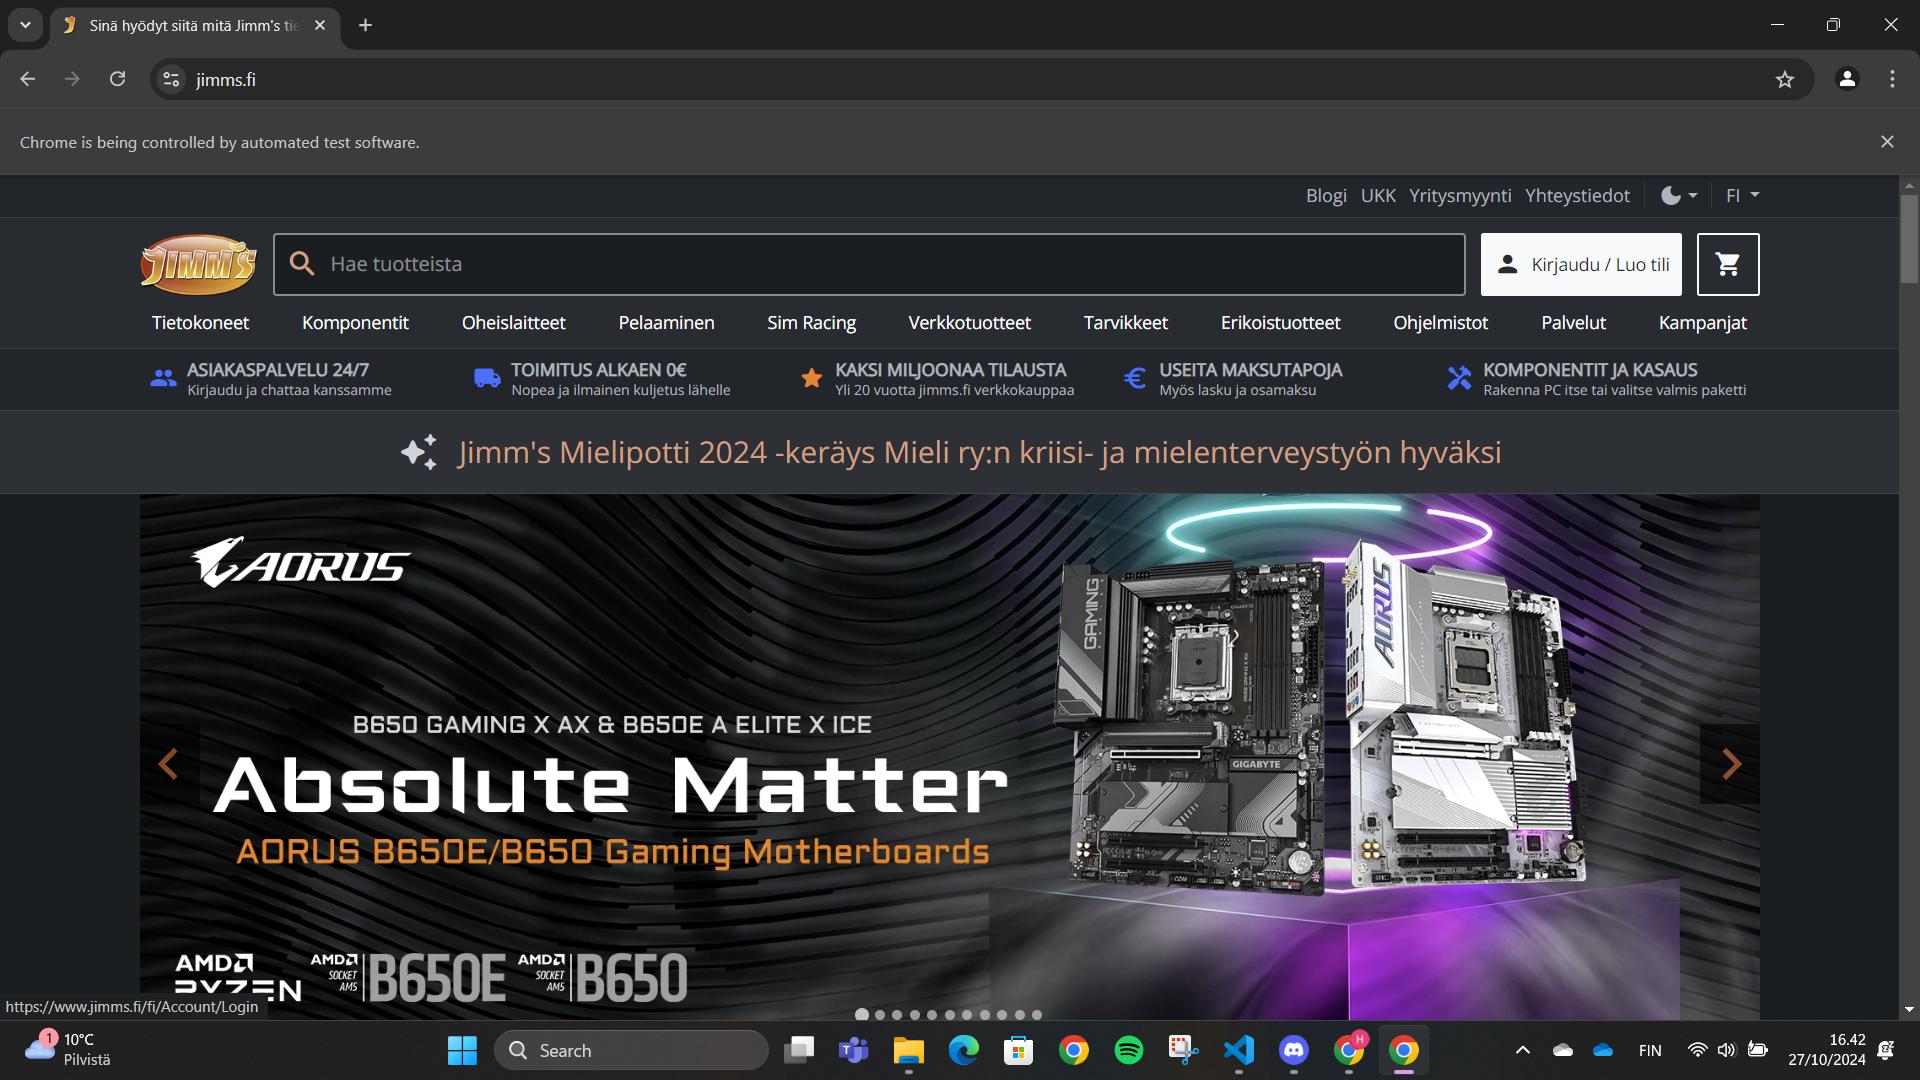 Sinä hyödyt siitä mitä Jimm's tie
jimms.fi
Chrome is being controlled by automated test software.
Blogi UKK Yritysmyynti Yhteystiedot FI
JIMM'S
Hae tuotteista
Kirjaudu / Luo tili
Tietokoneet Komponentit Oheislaitteet Pelaaminen Sim Racing Verkkotuotteet Tarvikkeet Erikoistuotteet Ohjelmistot Palvelut Kampanjat
ASIAKASPALVELU 24/7
Kirjaudu ja chattaa kanssamme
TOIMITUS ALKAEN 0€
Nopea ja ilmainen kuljetus lähelle
KAKSI MILJOONAA TILAUSTA
Yli 20 vuotta jimms.fi verkkokauppaa
USEITA MAKSUTAPOJA
Myös lasku ja osamaksu
KOMPONENTIT JA KASAUS
Rakenna PC itse tai valitse valmis paketti
Jimm's Mielipotti 2024 -keräys Mieli ry:n kriisi- ja mielenterveystyön hyväksi
AORUS
GAMING
AORUS
GIGABYTE
B650 GAMING X AX & B650E A ELITE X ICE
Absolute Matter
AORUS B650E/B650 Gaming Motherboards
AMD
RYZEN
AMD
SOCKET
AM5
B650E
AMD
SOCKET
AM5
B650
https://www.jimms.fi/fi/Account/Login
1
10°C
Pilvistä
Search
H
FIN
16.42
27/10/2024